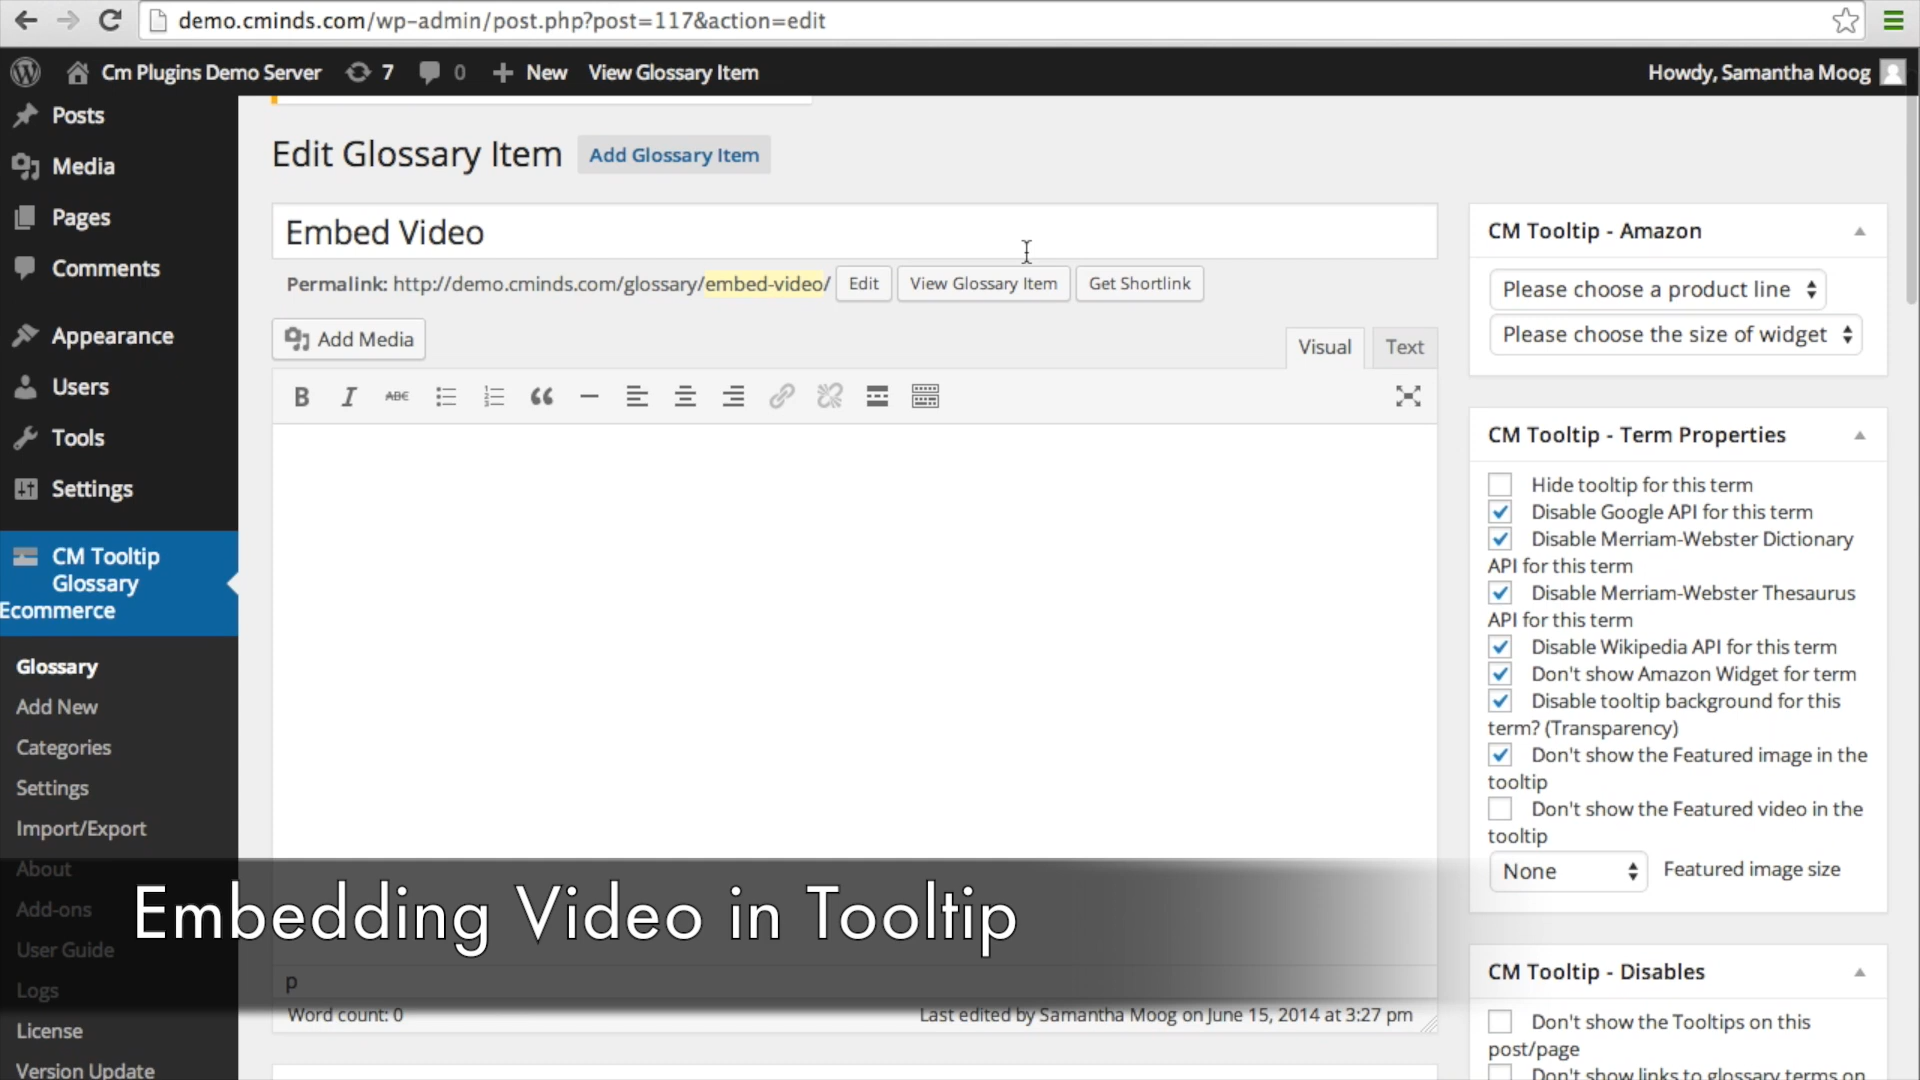 demo.cminds.com/wp-admin/post.php?post=117&action=edit
Cm Plugins Demo Server 7 0 New View Glossary Item Howdy, Samantha Moog
Posts
Media
Pages
Comments
Appearance
Users
Tools
Settings
CM Tooltip
Glossary
Ecommerce
Glossary
Add New
Categories
Settings
Import/Export
About
Add-ons
User Guide
Logs
License
Version Update
Edit Glossary Item Add Glossary Item
Embed Video
Permalink: http://demo.cminds.com/glossary/embed-video/ Edit View Glossary Item Get Shortlink
Add Media
Visual Text
B I ABC
Embedding Video in Tooltip
p
Word count: 0 Last edited by Samantha Moog on June 15, 2014 at 3:27 pm
CM Tooltip - Amazon
Please choose a product line
Please choose the size of widget
CM Tooltip - Term Properties
Hide tooltip for this term
Disable Google API for this term
Disable Merriam-Webster Dictionary
API for this term
Disable Merriam-Webster Thesaurus
API for this term
Disable Wikipedia API for this term
Don't show Amazon Widget for term
Disable tooltip background for this
term? (Transparency)
Don't show the Featured image in the
tooltip
Don't show the Featured video in the
tooltip
None Featured image size
CM Tooltip - Disables
Don't show the Tooltips on this
post/page
Don't show links to glossary terms on